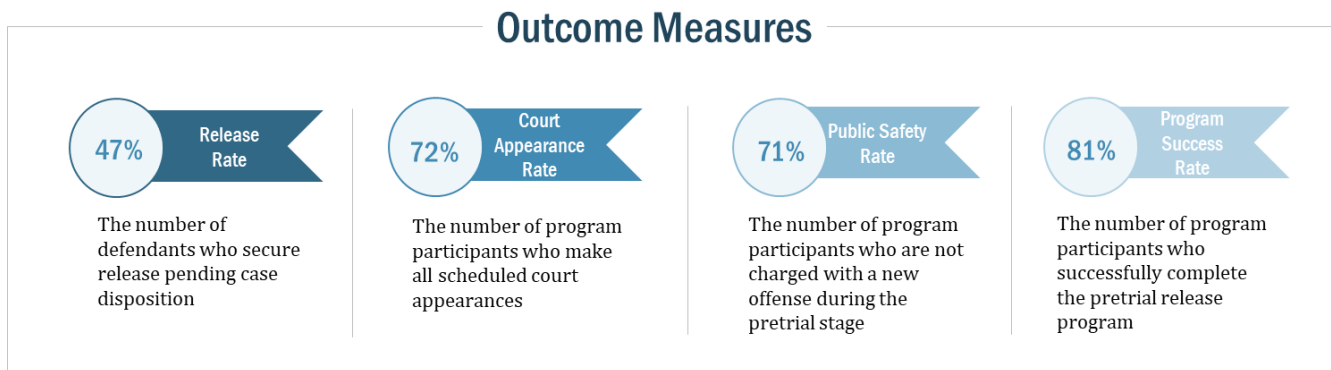 Outcome Measures
47%
Release
Rate
The number of
defendants who secure
release pending case
disposition
72%
Court
Appearance
Rate
The number of program
participants who make
all scheduled court
appearances
71%
Public Safety
Rate
The number of program
participants who are not
charged with a new
offense during the
pretrial stage
81%
Program
Success
Rate
The number of program
participants who
successfully complete
the pretrial release
program